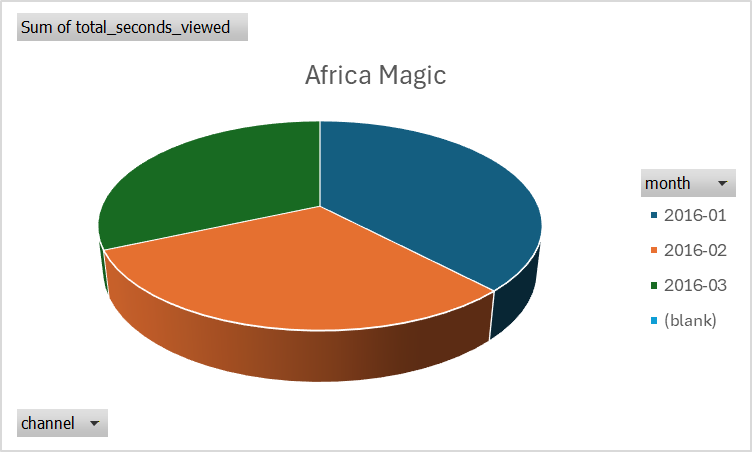 Sum of total_seconds_viewed
Africa Magic
month
2016-01
2016-02
2016-03
(blank)
channel